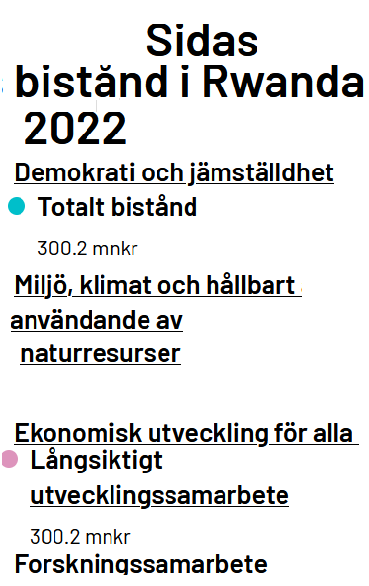 Sidas
bistånd i Rwanda
2022
Demokrati och jämställdhet
Totalt bistånd
300.2 mnkr
Miljö, klimat och hållbart
användande av
naturresurser
Ekonomisk utveckling för alla
Långsiktigt
utvecklingssamarbete
300.2 mnkr
Forskningssamarbete